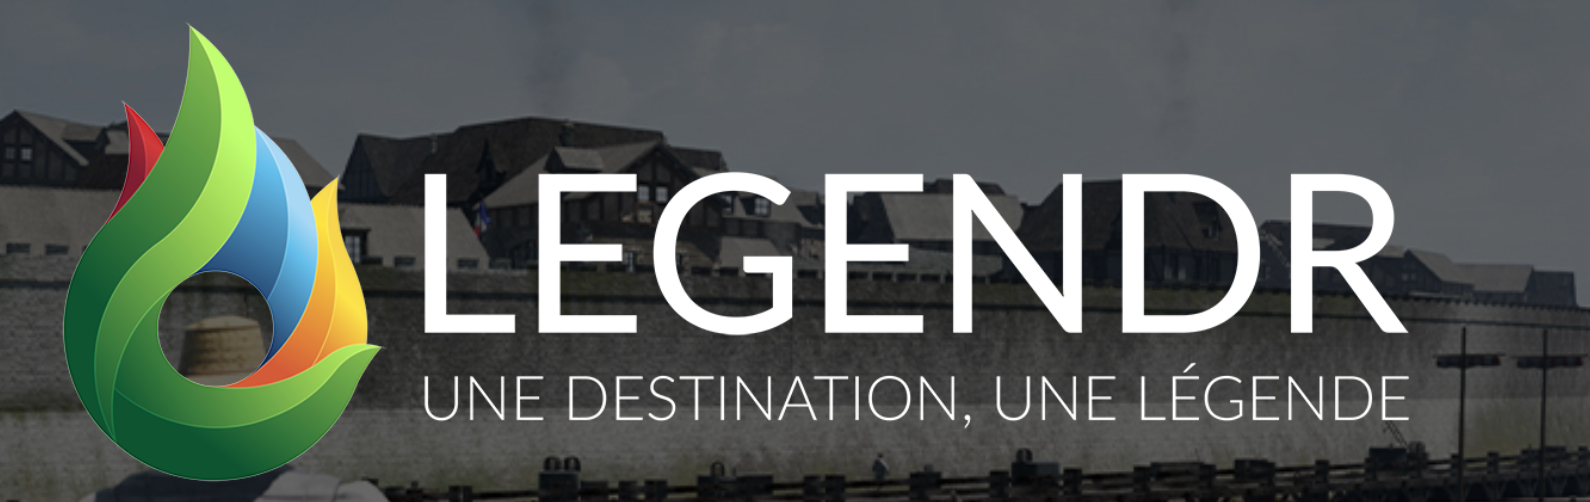 LEGENDR
UNE DESTINATION, UNE LÉGENDE